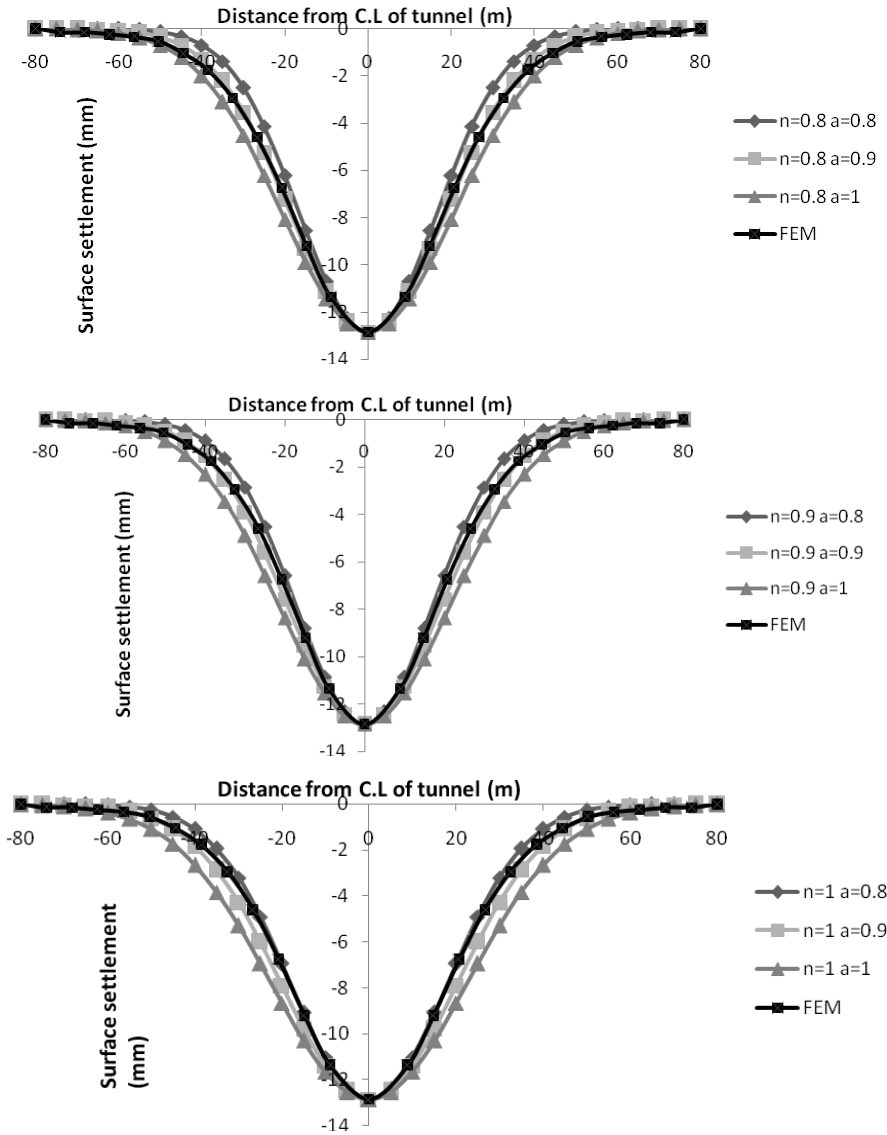 Distance from C.L of tunnel (m)
-80 -60 -40 -20 0 20 40 60 80
0
-2
-4
-6
-8
-10
-12
-14
Surface settlement (mm)
n=0.8 a=0.8
n=0.8 a=0.9
n=0.8 a=1
FEM
Distance from C.L of tunnel (m)
-80 -60 -40 -20 0 20 40 60 80
0
-2
-4
-6
-8
-10
-12
-14
Surface settlement (mm)
n=0.9 a=0.8
n=0.9 a=0.9
n=0.9 a=1
FEM
Distance from C.L of tunnel (m)
-80 -60 -40 -20 0 20 40 60 80
0
-2
-4
-6
-8
-10
-12
-14
Surface settlement
(mm)
n=1 a=0.8
n=1 a=0.9
n=1 a=1
FEM